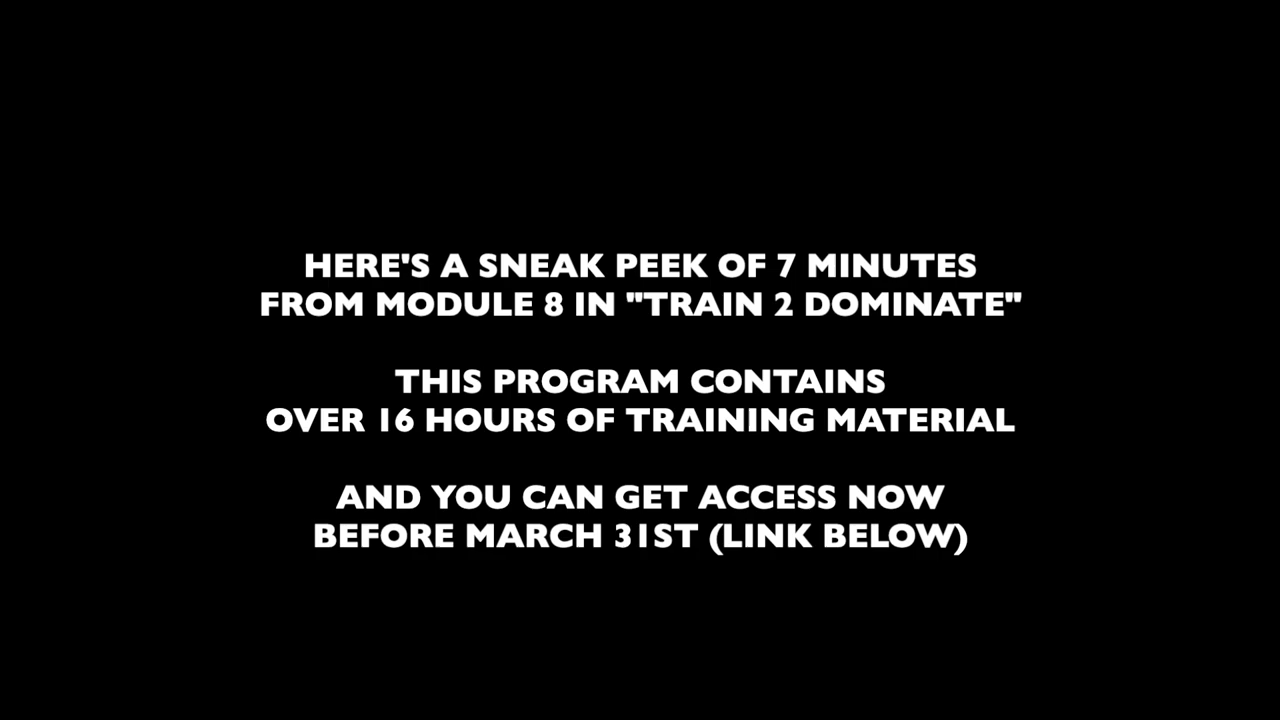 HERE'S A SNEAK PEEK OF 7 MINUTES
FROM MODULE 8 IN "TRAIN 2 DOMINATE"
THIS PROGRAM CONTAINS
OVER 16 HOURS OF TRAINING MATERIAL
AND YOU CAN GET ACCESS NOW
BEFORE MARCH 31ST (LINK BELOW)